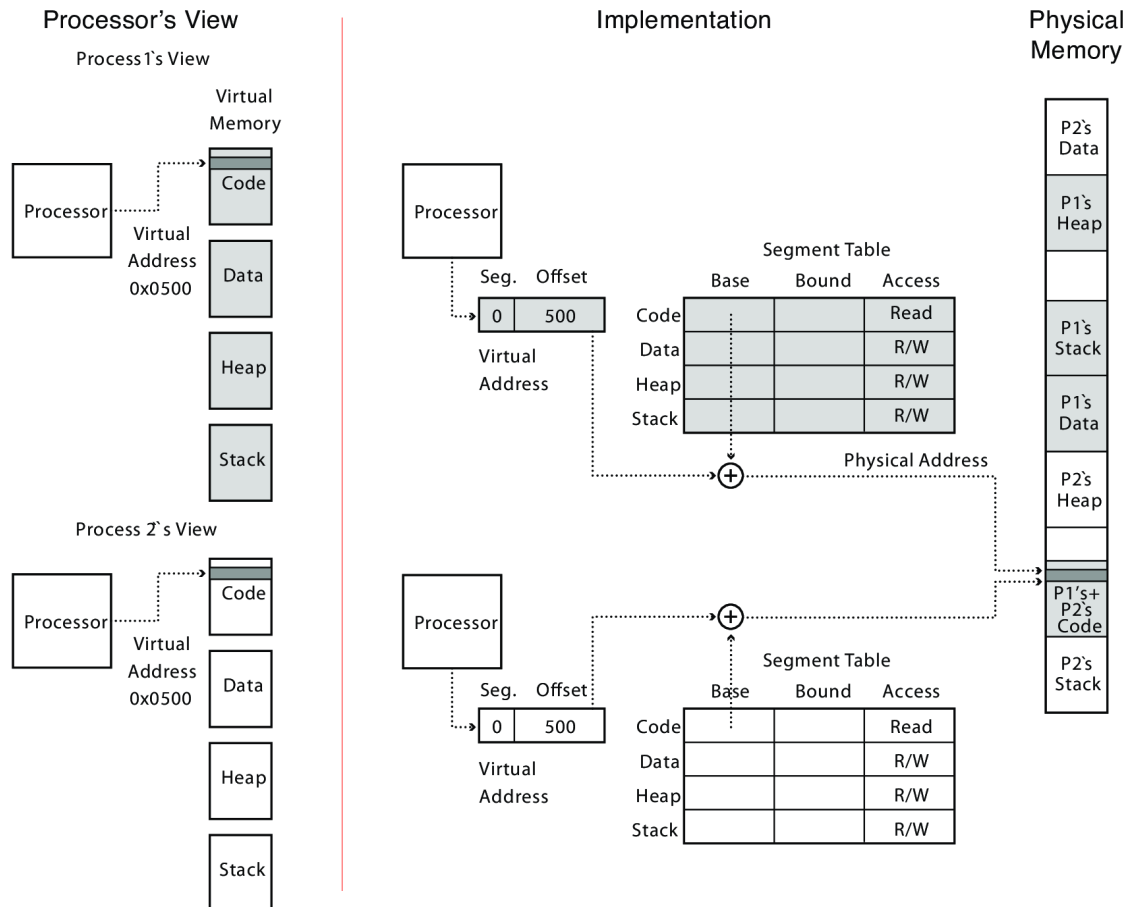 Processor's View
Implementation
Physical
Memory
Process1`s View
Virtual
Memory
Processor
Virtual
Address
0x0500
Code
Data
Heap
Stack
Process 2`s View
Processor
Virtual
Address
0x0500
Code
Data
Heap
Stack
Processor
Seg. Offset
0 500
Virtual
Address
Segment Table
Base Bound Access
Code Read
Data R/W
Heap R/W
Stack R/W
Physical Address
Processor
Seg. Offset
0 500
Virtual
Address
Segment Table
Base Bound Access
Code Read
Data R/W
Heap R/W
Stack R/W
P2`s
Data
P1`s
Heap
P1`s
Stack
P1`s
Data
P2`s
Heap
P1's+
P2`s
Code
P2`s
Stack